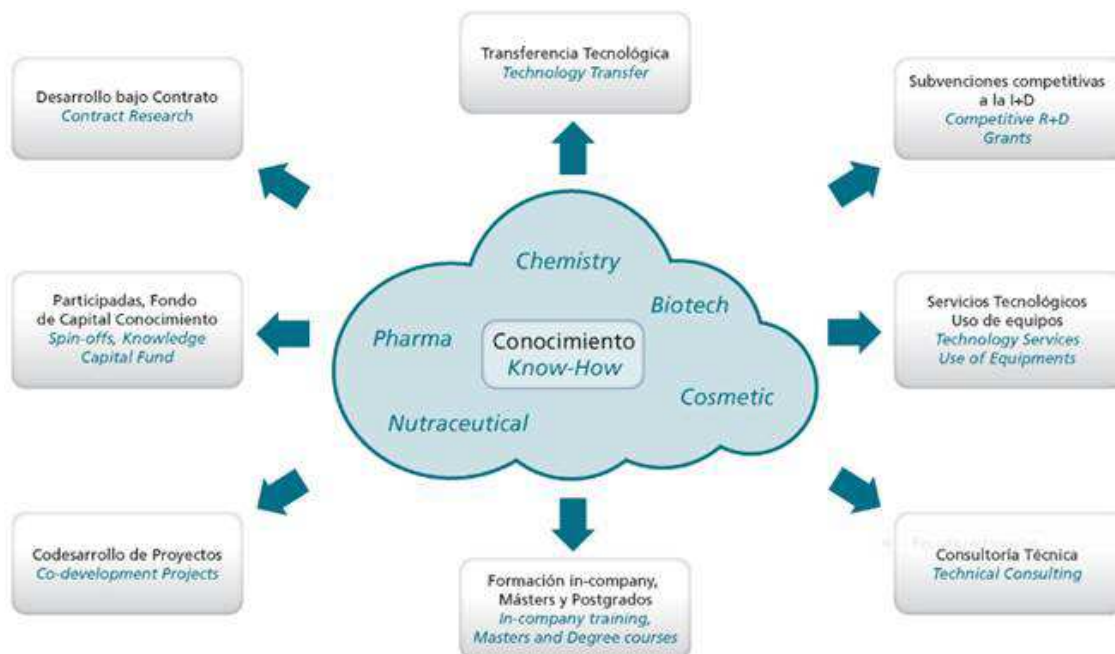 Transferencia Tecnológica
Technology Transfer
Desarrollo bajo Contrato
Contract Research
Subvenciones competitivas
a la I+D
Competitive R+D
Grants
Chemistry
Biotech
Pharma
Conocimiento
Know-How
Cosmetic
Nutraceutical
Participadas, Fondo
de Capital Conocimiento
Spin-offs, Knowledge
Capital Fund
Servicios Tecnológicos
Uso de equipos
Technology Services
Use of Equipments
Codesarrollo de Proyectos
Co-development Projects
Formación in-company,
Másters y Postgrados
In-company training,
Masters and Degree courses
Consultoría Técnica
Technical Consulting